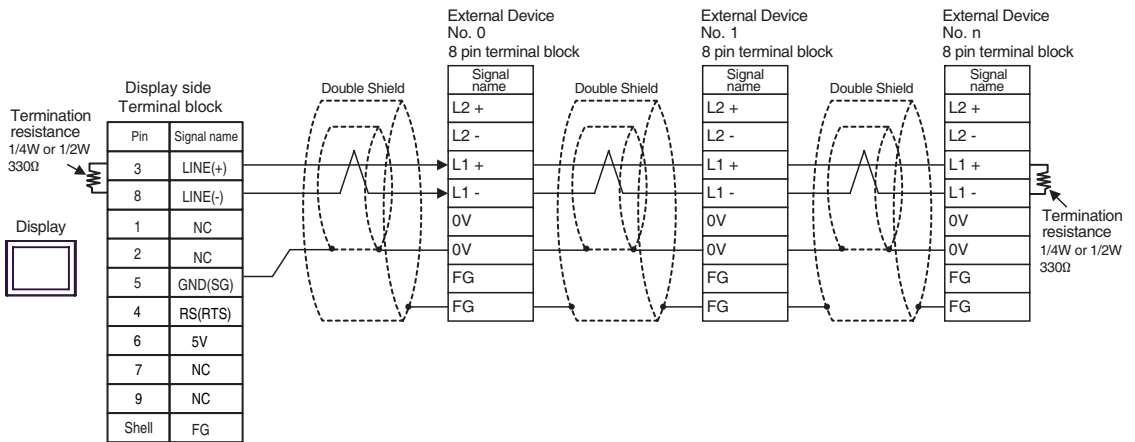 External Device
No. 0
8 pin terminal block
External Device
No. 1
8 pin terminal block
External Device
No. n
8 pin terminal block
Display side
Terminal block
Termination
resistance
1/4W or 1/2W
330Ω
Display
Pin Signal name
3 LINE(+)
8 LINE(-)
1 NC
2 NC
5 GND(SG)
4 RS(RTS)
6 5V
7 NC
9 NC
Shell FG
Double Shield
Signal
name
L2 +
L2 -
L1 +
L1 -
0V
0V
FG
FG
Double Shield
Signal
name
L2 +
L2 -
L1 +
L1 -
0V
0V
FG
FG
Double Shield
Signal
name
L2 +
L2 -
L1 +
L1 -
0V
0V
FG
FG
Termination
resistance
1/4W or 1/2W
330Ω